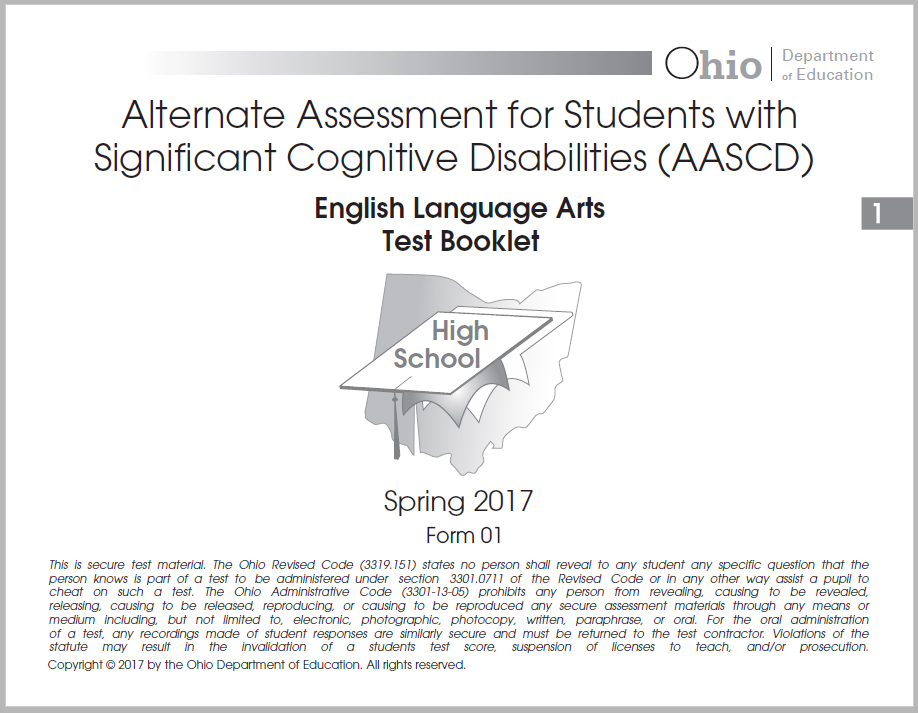 Ohio Department
of Education
Alternate Assessment for Students with
Significant Cognitive Disabilities (AASCD)
English Language Arts
Test Booklet
1
High
School
Spring 2017
Form 01
This is secure test material. The Ohio Revised Code (3319.151) states no person shall reveal to any student any specific question that the
person knows is part of a test to be administered under section 3301.0711 of the Revised Code or in any other way assist a pupil to
cheat on such a test. The Ohio Administrative Code (3301-13-05) prohibits any person from revealing, causing to be revealed,
releasing, causing to be released, reproducing, or causing to be reproduced any secure assessment materials through any means or
medium including, but not limited to, electronic, photographic, photocopy, written, paraphrase, or oral. For the oral administration
of a test, any recordings made of student responses are similarly secure and must be returned to the test contractor. Violations of the
statute may result in the invalidation of a students test score, suspension of licenses to teach, and/or prosecution.
Copyright © 2017 by the Ohio Department of Education. All rights reserved.